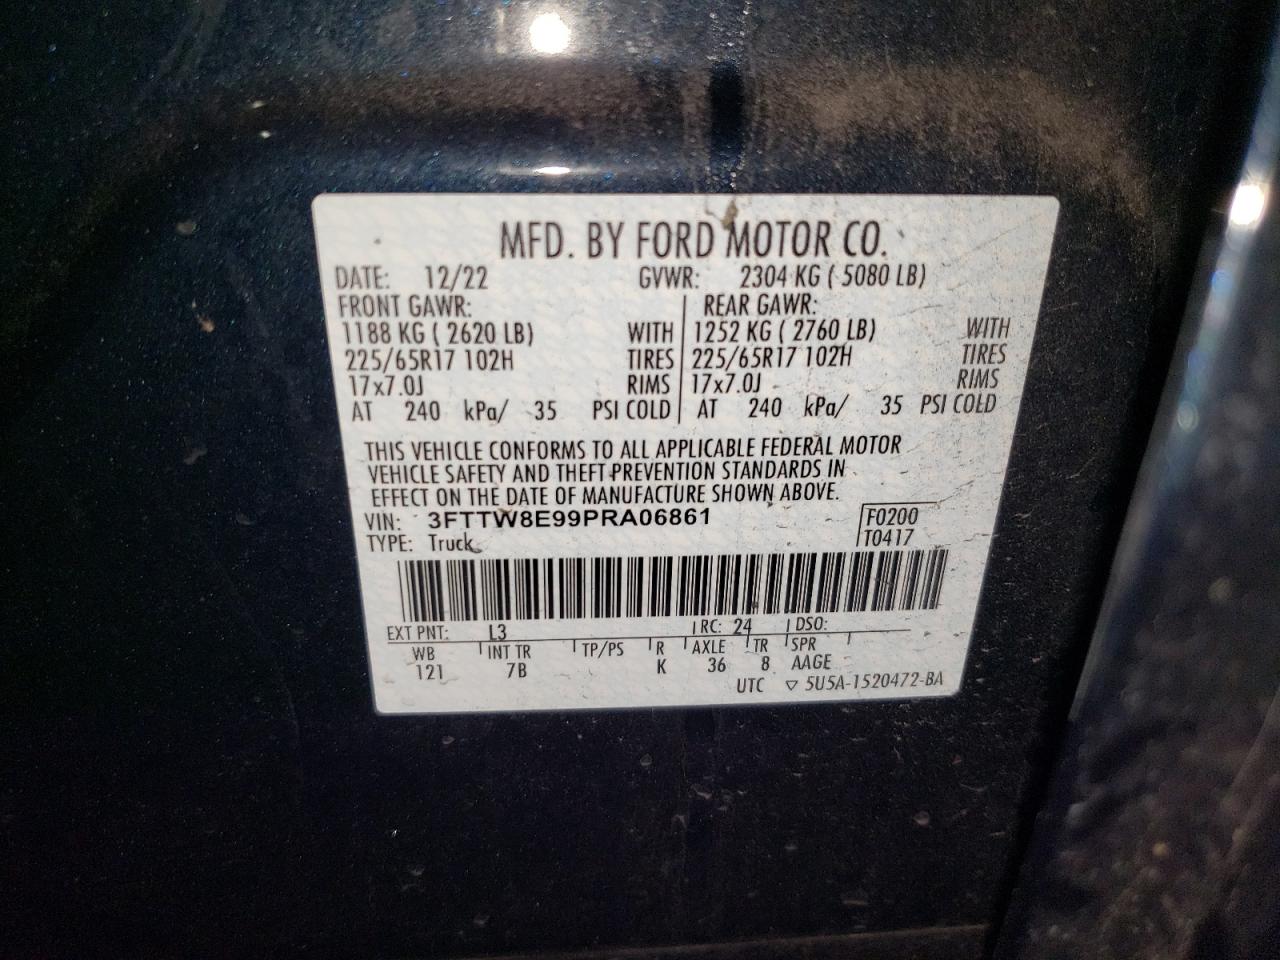 MFD. BY FORD MOTOR CO.
DATE: 12/22 GVWR: 2304 KG ( 5080 LB)
FRONT GAWR: REAR GAWR:
1188 KG ( 2620 LB) WITH 1252 KG ( 2760 LB) WITH
225/65R17 102H TIRES 225/65R17 102H TIRES
17x7.0J RIMS 17x7.0J RIMS
AT 240 kPa/ 35 PSI COLD AT 240 kPa/ 35 PSI COLD
THIS VEHICLE CONFORMS TO ALL APPLICABLE FEDERAL MOTOR
VEHICLE SAFETY AND THEFT PREVENTION STANDARDS IN
EFFECT ON THE DATE OF MANUFACTURE SHOWN ABOVE.
VIN: 3FTTW8E99PRA06861 F0200
TYPE: Truck T0417
EXT PNT: L3 RC: 24 DSO:
WB INT TR TP/PS R AXLE TR SPR
121 7B K 36 8 AAGE
UTC ▽ 5U5A-1520472-BA